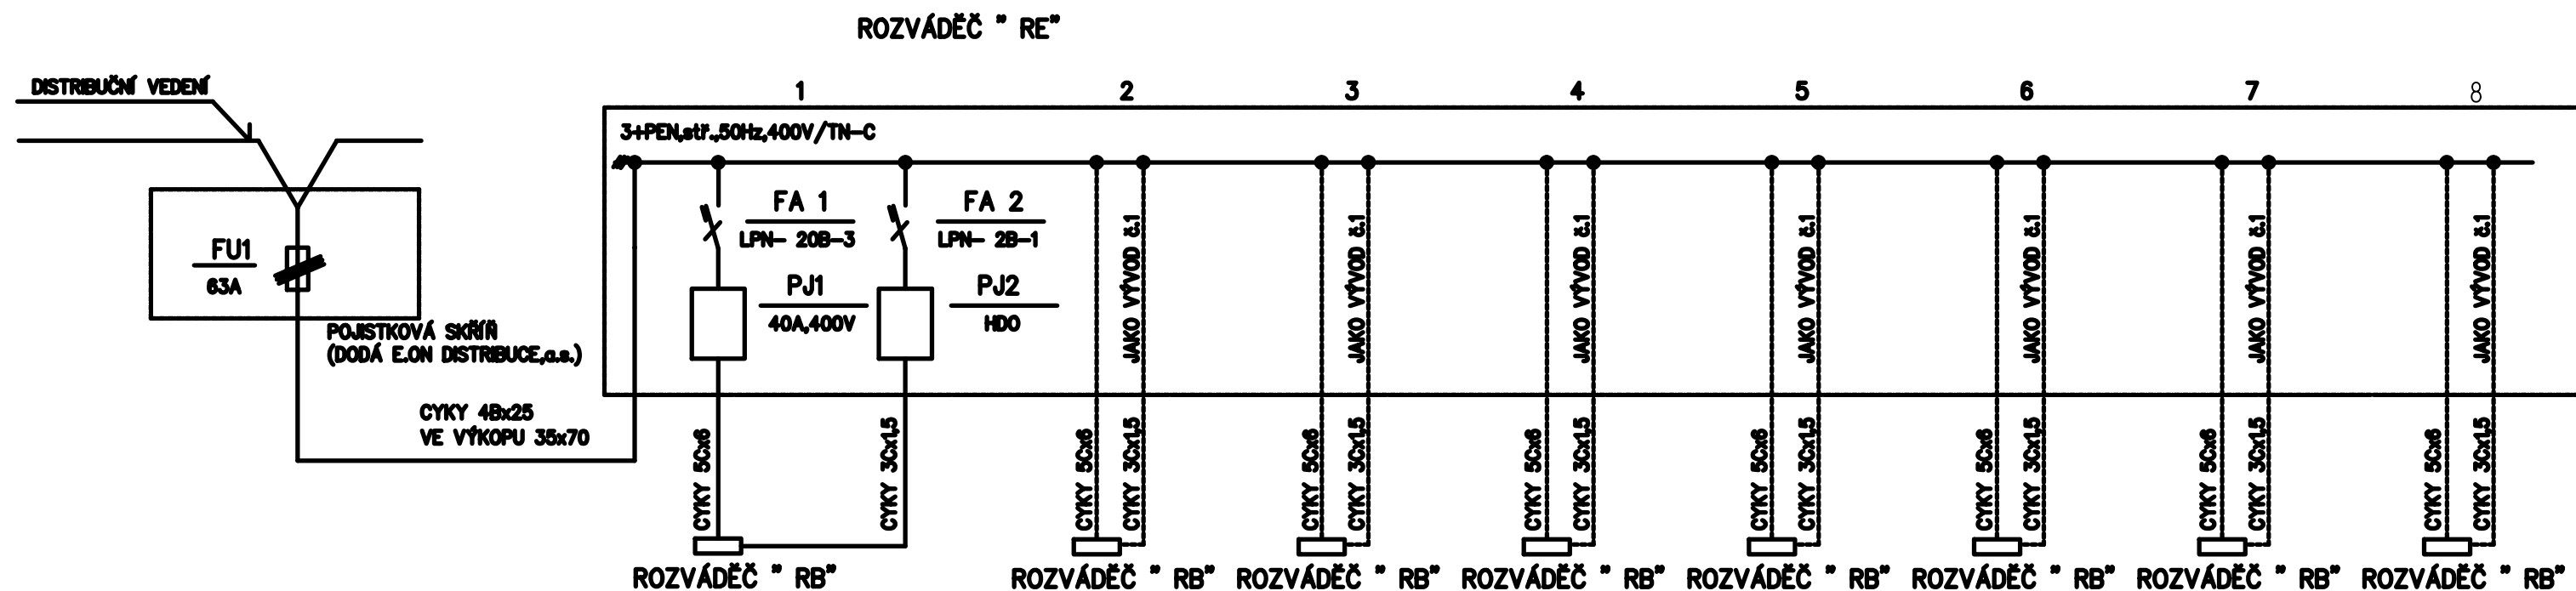 ROZVÁDĚČ " RE"
DISTRIBUČNÍ VEDENÍ
1 2 3 4 5 6 7 8
3+PEN,stř.,50Hz,400V/TN-C
FA 1
LPN- 20B-3
FA 2
LPN- 2B-1
FU1
63A
PJ1
40A,400V
PJ2
HDO
POJISTKOVÁ SKŘÍŇ
(DODÁ E.ON DISTRIBUCE,a.s.)
CYKY 4Bx25
VE VÝKOPU 35x70
CYKY 5Cx6
CYKY 3Cx1,5
ROZVÁDĚČ " RB"
JAKO VÝVOD č.1
CYKY 5Cx6
CYKY 3Cx1,5
ROZVÁDĚČ " RB"
JAKO VÝVOD č.1
CYKY 5Cx6
CYKY 3Cx1,5
ROZVÁDĚČ " RB"
JAKO VÝVOD č.1
CYKY 5Cx6
CYKY 3Cx1,5
ROZVÁDĚČ " RB"
JAKO VÝVOD č.1
CYKY 5Cx6
CYKY 3Cx1,5
ROZVÁDĚČ " RB"
JAKO VÝVOD č.1
CYKY 5Cx6
CYKY 3Cx1,5
ROZVÁDĚČ " RB"
JAKO VÝVOD č.1
CYKY 5Cx6
CYKY 3Cx1,5
ROZVÁDĚČ " RB"
JAKO VÝVOD č.1
CYKY 5Cx6
CYKY 3Cx1,5
ROZVÁDĚČ " RB"